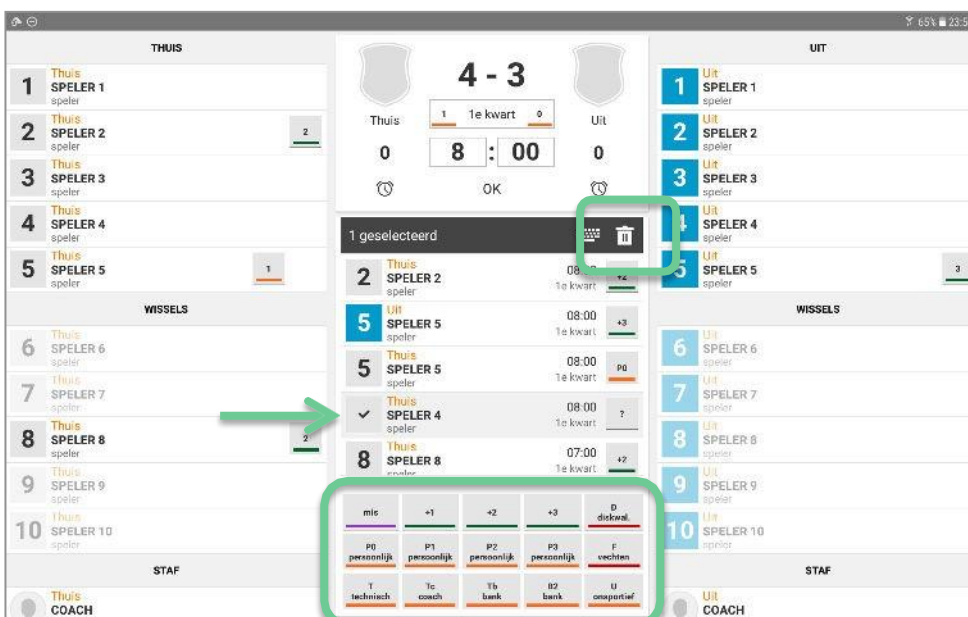 65% 23:5
THUIS
1 Thuis
SPELER 1
speler
2 Thuis
SPELER 2
speler
2
3 Thuis
SPELER 3
speler
4 Thuis
SPELER 4
speler
5 Thuis
SPELER 5
speler
1
WISSELS
6 Thuis
SPELER 6
speler
7 Thuis
SPELER 7
speler
8 Thuis
SPELER 8
speler
2
9 Thuis
SPELER 9
speler
10 Thuis
SPELER 10
speler
STAF
Thuis
COACH
4 - 3
Thuis
1 1e kwart 0
Uit
0
8 : 00
0
OK
1 geselecteerd
2 Thuis
SPELER 2
speler
08:00
1e kwart
+2
5 Uit
SPELER 5
speler
08:00
1e kwart
+3
5 Thuis
SPELER 5
speler
08:00
1e kwart
P0
Thuis
SPELER 4
speler
08:00
1e kwart
?
8 Thuis
SPELER 8
speler
07:00
1e kwart
+2
mis
+1
+2
+3
D
diskwal.
P0
persoonlijk
P1
persoonlijk
P2
persoonlijk
P3
persoonlijk
F
vechten
T
technisch
Tc
coach
Tb
bank
B2
bank
U
onsportief
UIT
1 Uit
SPELER 1
speler
2 Uit
SPELER 2
speler
3 Uit
SPELER 3
speler
4 Uit
SPELER 4
speler
5 Uit
SPELER 5
speler
3
WISSELS
6 Uit
SPELER 6
speler
7 Uit
SPELER 7
speler
8 Uit
SPELER 8
speler
9 Uit
SPELER 9
speler
10 Uit
SPELER 10
speler
STAF
Uit
COACH